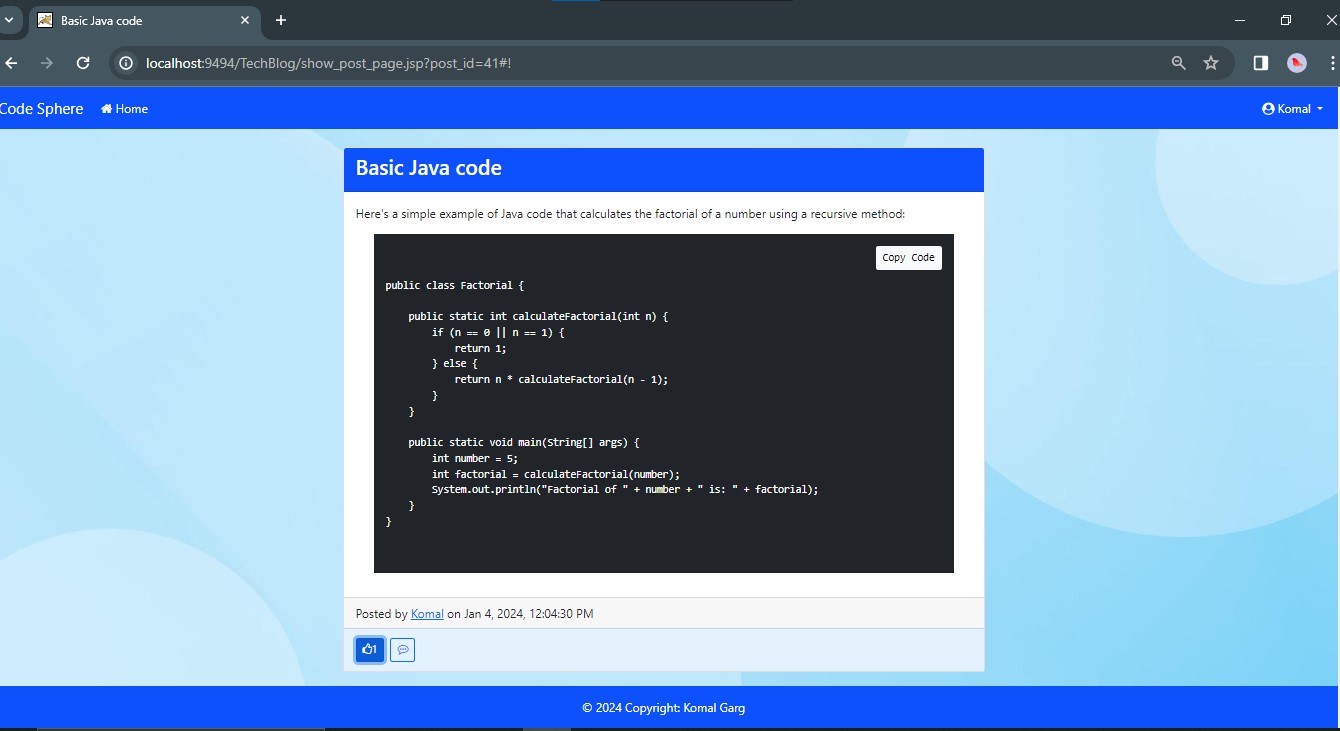 Basic Java code
localhost:9494/TechBlog/show_post_page.jsp?post_id=41#!
Code Sphere Home Komal
Basic Java code
Here's a simple example of Java code that calculates the factorial of a number using a recursive method:
Copy Code
public class Factorial {
public static int calculateFactorial(int n) {
if (n == 0 || n == 1) {
return 1;
} else {
return n * calculateFactorial(n - 1);
}
}
public static void main(String[] args) {
int number = 5;
int factorial = calculateFactorial(number);
System.out.println("Factorial of " + number + " is: " + factorial);
}
}
Posted by Komal on Jan 4, 2024, 12:04:30 PM
1
© 2024 Copyright: Komal Garg